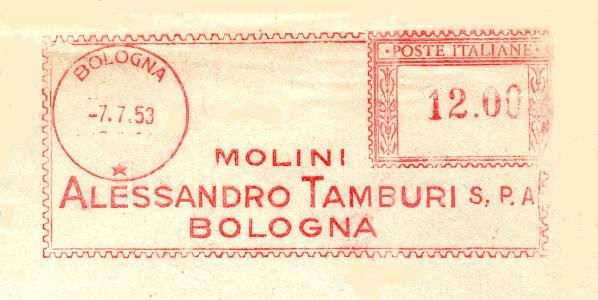 BOLOGNA
-7.7.53
·POSTE ITALIANE·
12.00
MOLINI
ALESSANDRO TAMBURI S.P.A
BOLOGNA